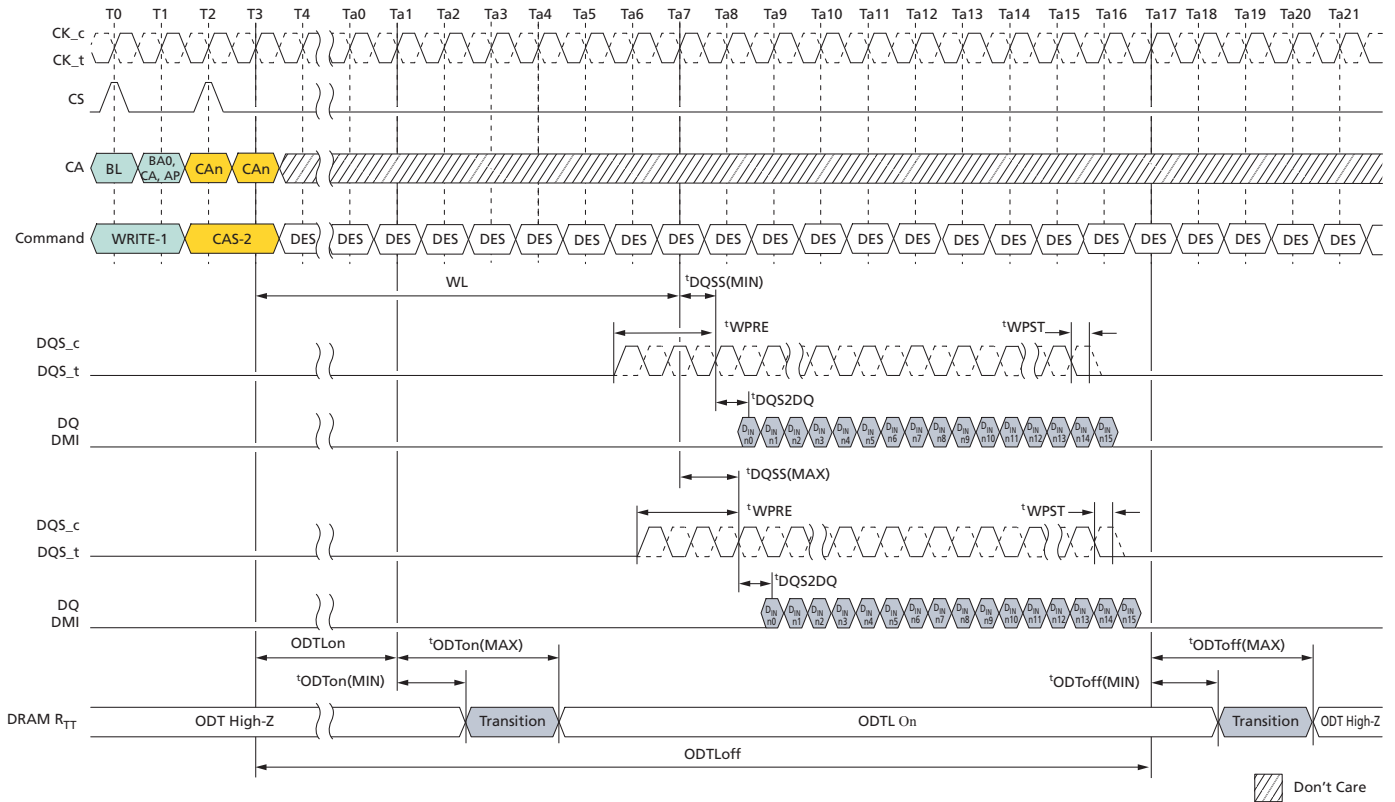 T0 T1 T2 T3 T4 Ta0 Ta1 Ta2 Ta3 Ta4 Ta5 Ta6 Ta7 Ta8 Ta9 Ta10 Ta11 Ta12 Ta13 Ta14 Ta15 Ta16 Ta17 Ta18 Ta19 Ta20 Ta21
CK_c
CK_t
CS
CA BL BA0, CA, AP CAn CAn
Command WRITE-1 CAS-2 DES DES DES DES DES DES DES DES DES DES DES DES DES DES DES DES DES DES DES DES DES DES DES
WL tDQSS(MIN)
tWPRE tWPST
DQS_c
DQS_t
tDQS2DQ
DQ
DMI
DIN n0 DIN n1 DIN n2 DIN n3 DIN n4 DIN n5 DIN n6 DIN n7 DIN n8 DIN n9 DIN n10 DIN n11 DIN n12 DIN n13 DIN n14 DIN n15
tDQSS(MAX)
tWPRE tWPST
DQS_c
DQS_t
tDQS2DQ
DQ
DMI
DIN n0 DIN n1 DIN n2 DIN n3 DIN n4 DIN n5 DIN n6 DIN n7 DIN n8 DIN n9 DIN n10 DIN n11 DIN n12 DIN n13 DIN n14 DIN n15
ODTLon tODTon(MAX) tODToff(MAX)
tODTon(MIN) tODToff(MIN)
DRAM RTT ODT High-Z Transition ODTL On Transition ODT High-Z
ODTLoff
Don't Care